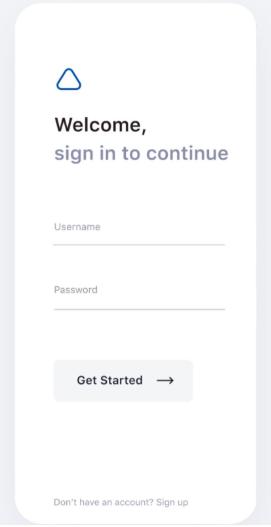 Welcome,
sign in to continue
Username
Password
Get Started
Don't have an account? Sign up